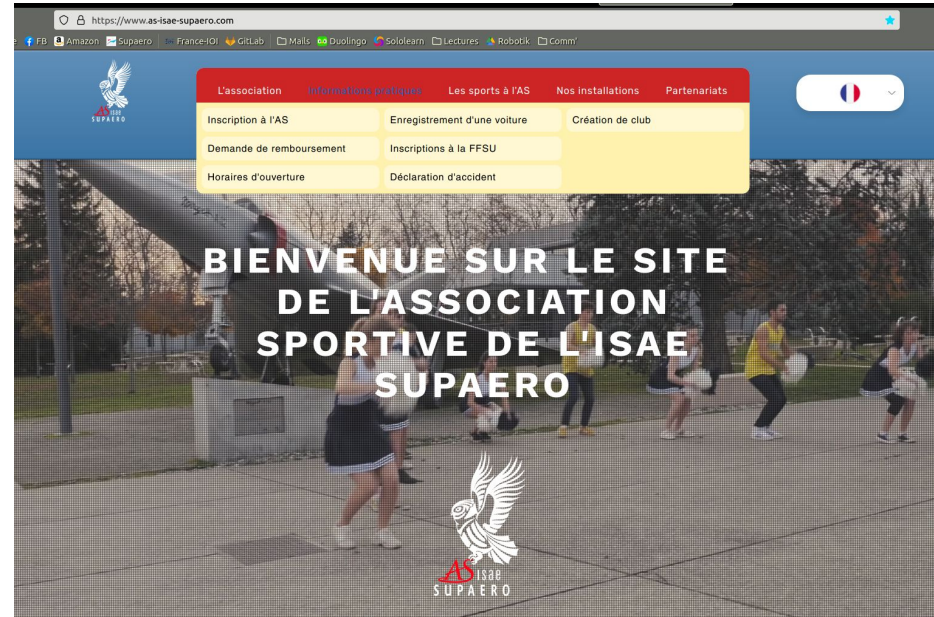 https://www.as-isae-supaero.com
FB Amazon Supaero France-IOI GitLab Mails Duolingo Sololearn Lectures Robotik Comm'
L'association Informations pratiques Les sports à l'AS Nos installations Partenariats
AS ISAE
SUPAERO
Inscription à l'AS Enregistrement d'une voiture Création de club
Demande de remboursement Inscriptions à la FFSU
Horaires d'ouverture Déclaration d'accident
BIENVENUE SUR LE SITE
DE L'ASSOCIATION
SPORTIVE DE L'ISAE
SUPAERO
AS isae
SUPAERO